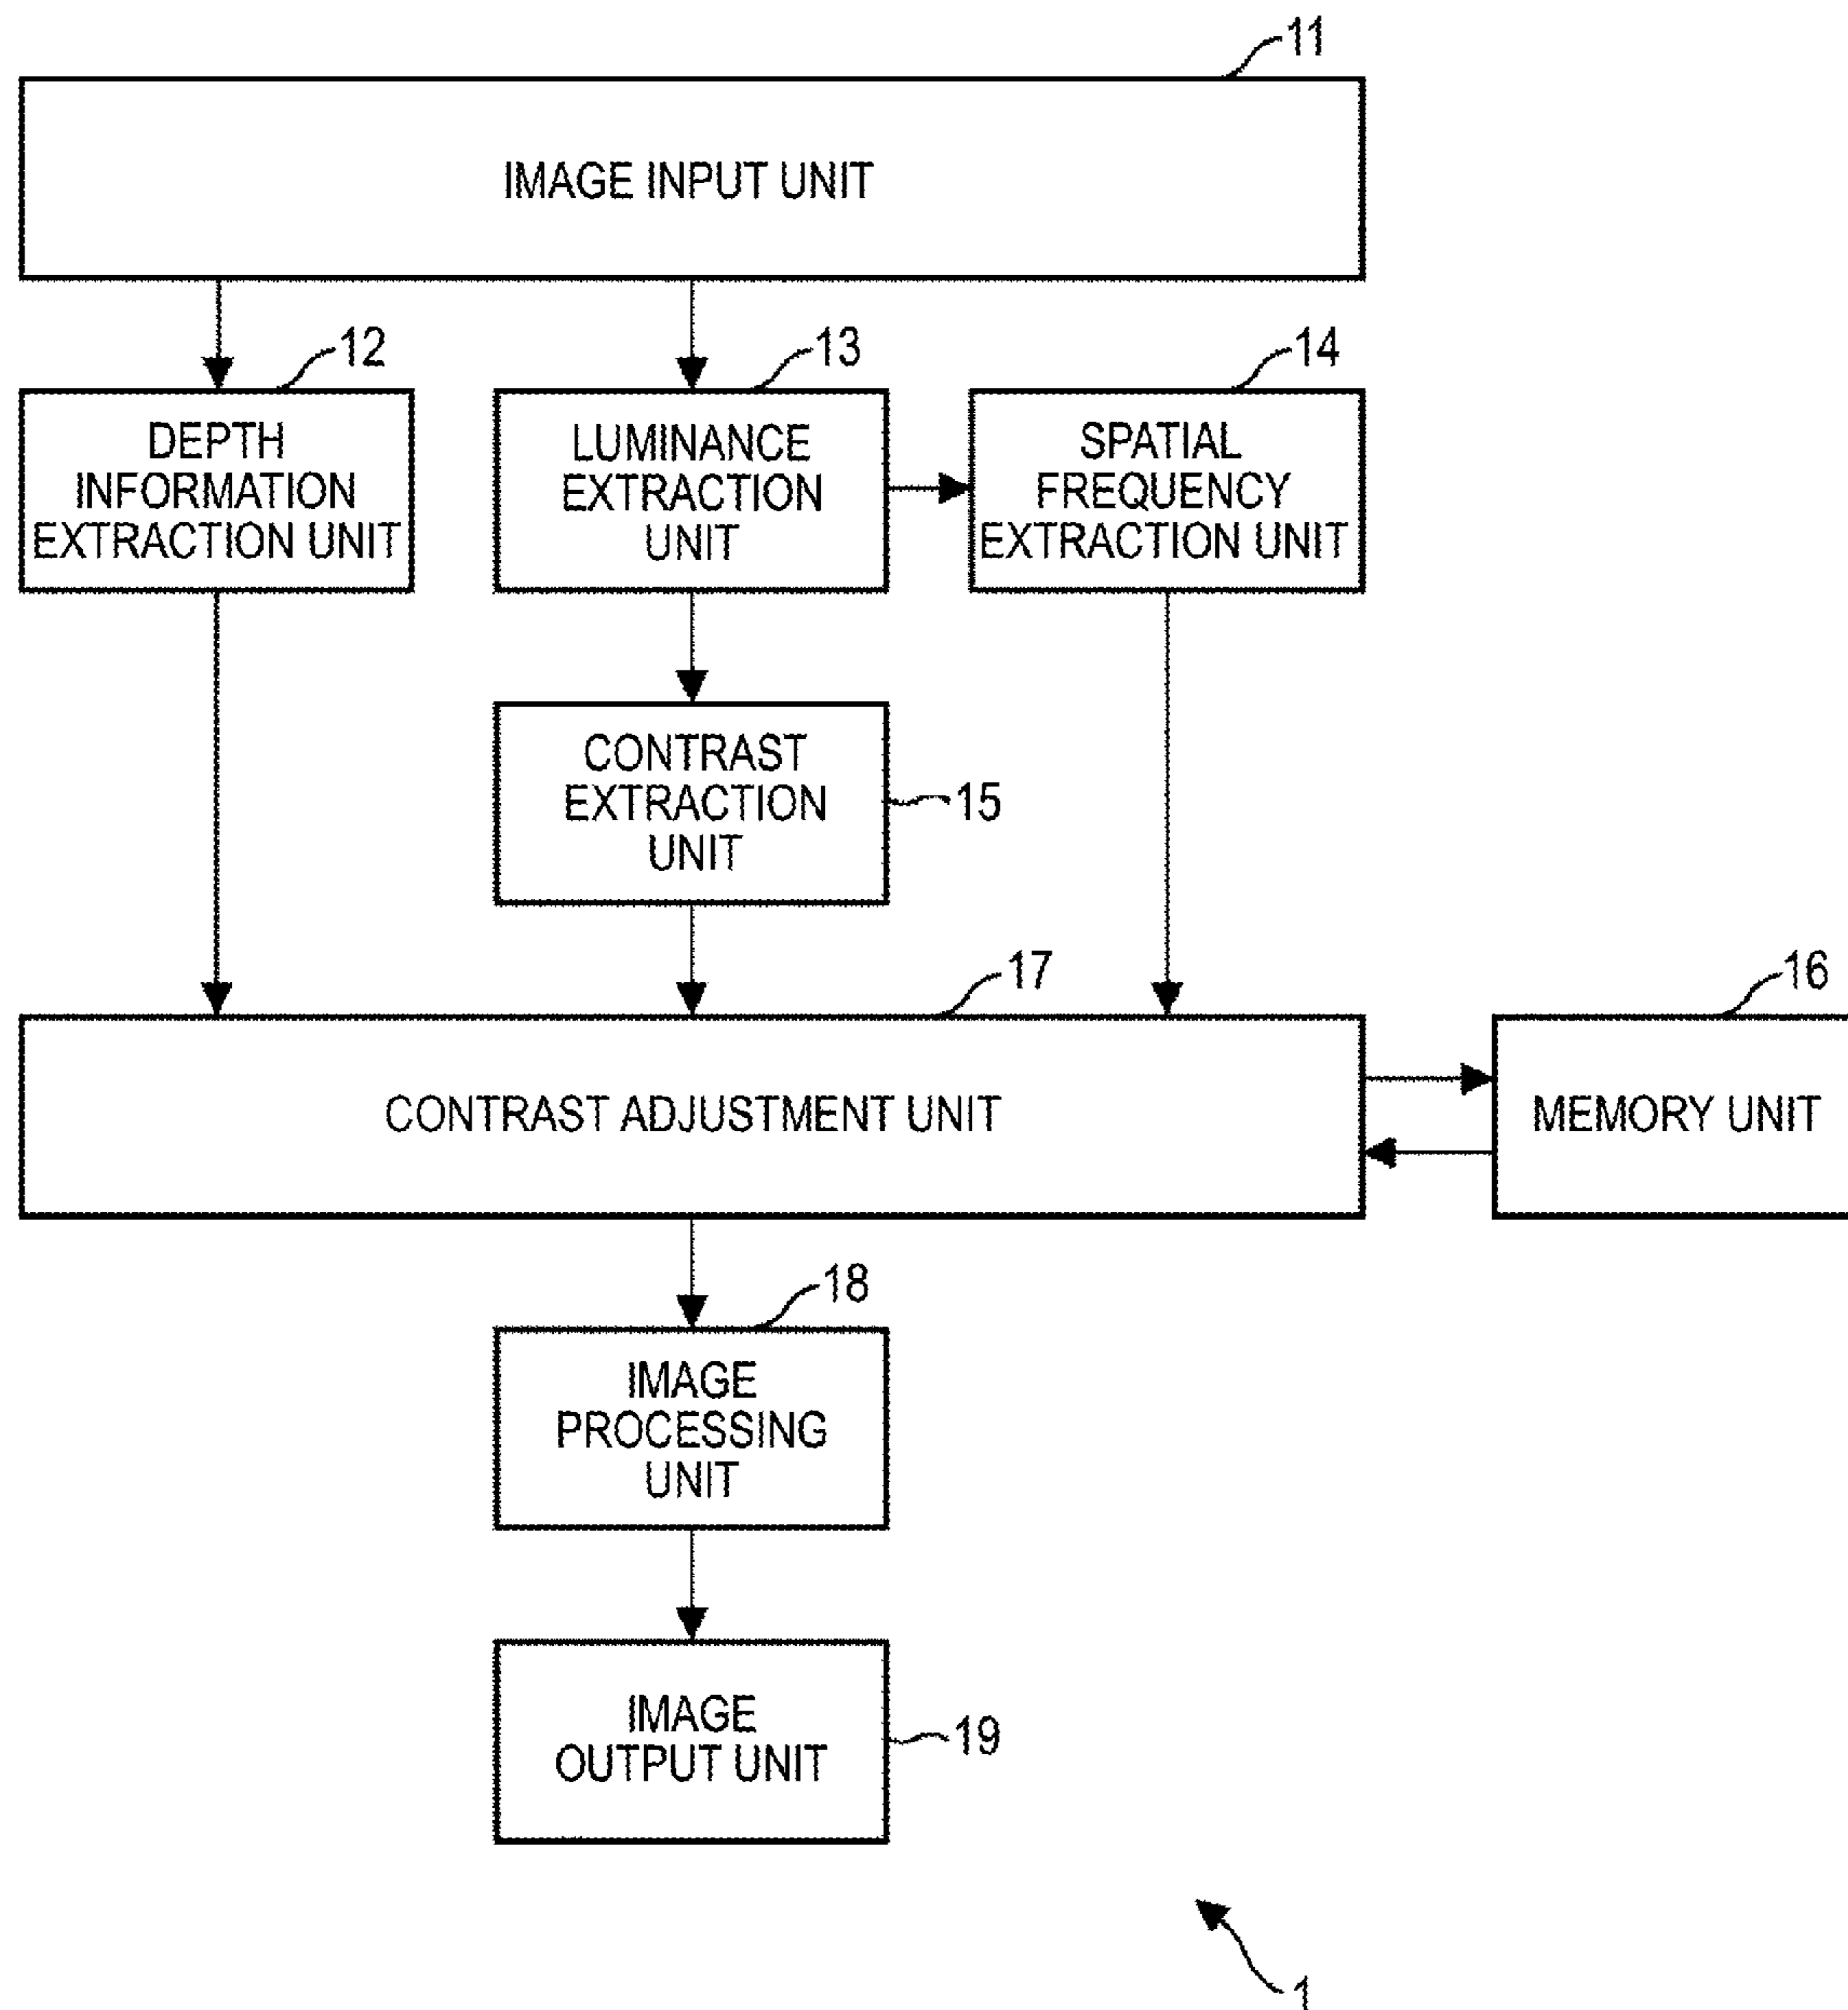 11
IMAGE INPUT UNIT
12
13
14
DEPTH
INFORMATION
EXTRACTION UNIT
LUMINANCE
EXTRACTION
UNIT
SPATIAL
FREQUENCY
EXTRACTION UNIT
CONTRAST
EXTRACTION
UNIT
15
17
16
CONTRAST ADJUSTMENT UNIT
MEMORY UNIT
18
IMAGE
PROCESSING
UNIT
IMAGE
OUTPUT UNIT
19
1